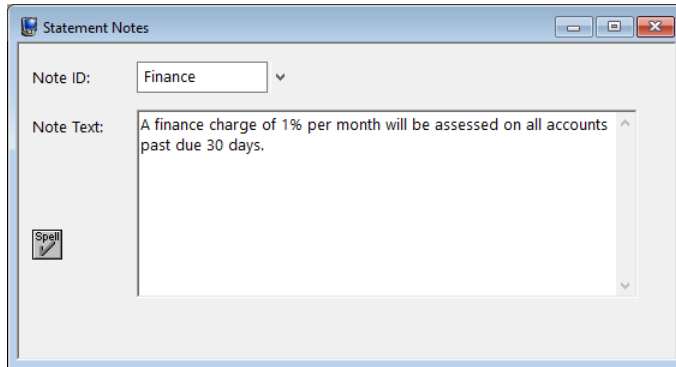 Statement Notes
Note ID:
Finance
Note Text:
A finance charge of 1% per month will be assessed on all accounts
past due 30 days.
Spell